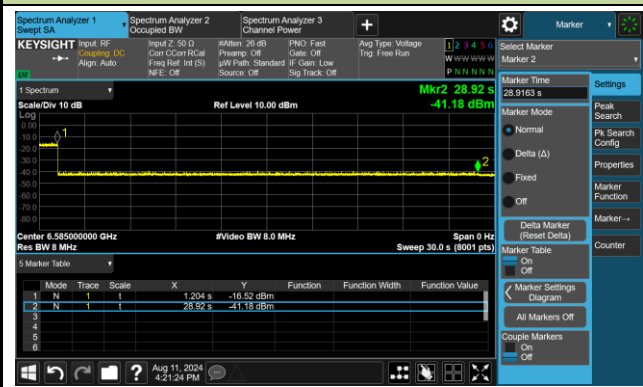 Spectrum Analyzer 1
Swept SA
Spectrum Analyzer 2
Occupied BW
Spectrum Analyzer 3
Channel Power
+
Marker
KEYSIGHT
Input: RF
Coupling: DC
Align: Auto
Input Z: 50 Ω
Corr CCorr RCal
Freq Ref: Int (S)
NFE: Off
#Atten: 26 dB
Preamp: Off
µW Path: Standard
Source: Off
PNO: Fast
Gate: Off
IF Gain: Low
Sig Track: Off
Avg Type: Voltage
Trig: Free Run
1 2 3 4 5 6
W W W W W W
P N N N N N
LXI
Select Marker
Marker 2
1 Spectrum
Mkr2 28.92 s
Scale/Div 10 dB
Ref Level 10.00 dBm
-41.18 dBm
Log
0.00
-10.0
-20.0
-30.0
-40.0
-50.0
-60.0
-70.0
-80.0
1
2
Center 6.585000000 GHz
#Video BW 8.0 MHz
Span 0 Hz
Res BW 8 MHz
Sweep 30.0 s (8001 pts)
5 Marker Table
Mode Trace Scale X Y Function Function Width Function Value
1 N 1 t 1.204 s -16.52 dBm
2 N 1 t 28.92 s -41.18 dBm
3
4
5
6
Marker Time
28.9163 s
Marker Mode
Normal
Delta (Δ)
Fixed
Off
Delta Marker
(Reset Delta)
Marker Table
On
Off
Marker Settings
Diagram
All Markers Off
Couple Markers
On
Off
Settings
Peak
Search
Pk Search
Config
Properties
Marker
Function
Marker→
Counter
?
Aug 11, 2024
4:21:24 PM